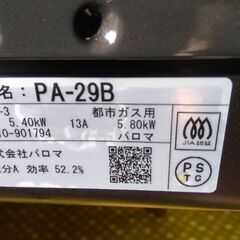 名: PA-29B
-3 都市ガス用
5.40kW 13A 5.80kW
10-901794 パロマ
JIA認証
式会社パロマ
PS
TG
分A 効率 52.2%